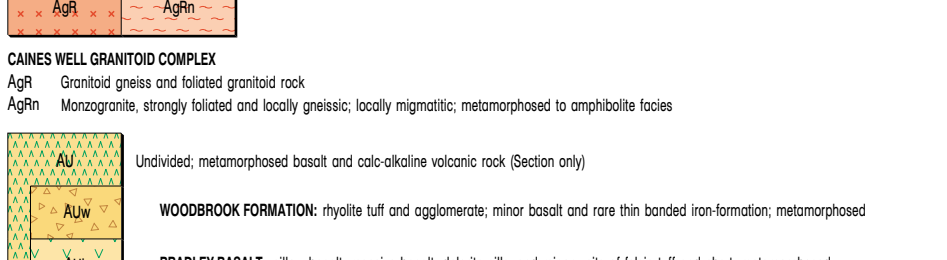 AgR AgRn
CAINES WELL GRANITOID COMPLEX
AgR Granitoid gneiss and foliated granitoid rock
AgRn Monzogranite, strongly foliated and locally gneissic; locally migmatitic; metamorphosed to amphibolite facies
AU Undivided; metamorphosed basalt and calc-alkaline volcanic rock (Section only)
AUw WOODBROOK FORMATION: rhyolite tuff and agglomerate; minor basalt and rare thin banded iron-formation; metamorphosed
BRADLEY BASALT